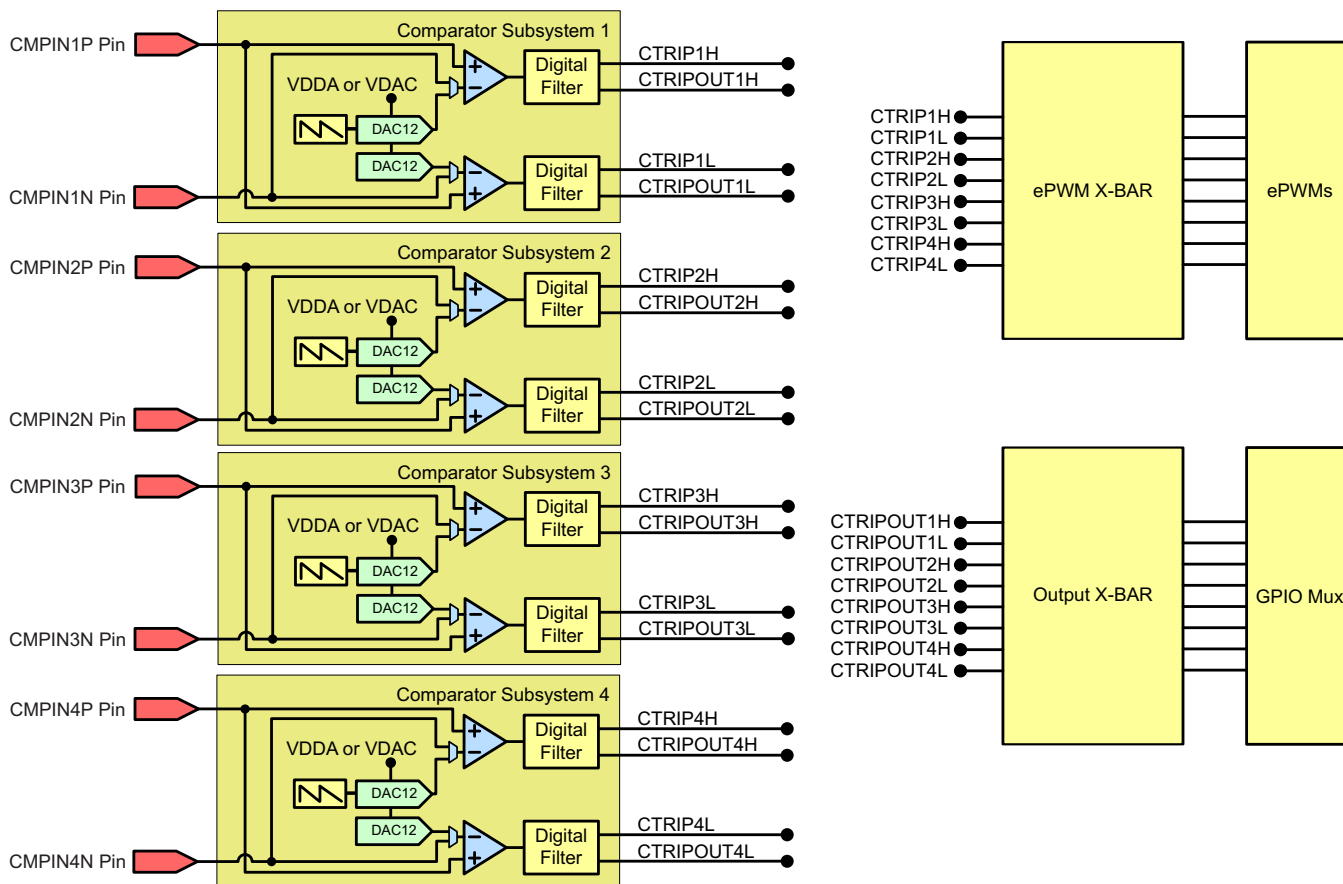 Comparator Subsystem 1
CMPIN1P Pin
VDDA or VDAC
DAC12
DAC12
Digital
Filter
CTRIP1H
CTRIPOUT1H
Digital
Filter
CTRIP1L
CTRIPOUT1L
CMPIN1N Pin
Comparator Subsystem 2
CMPIN2P Pin
VDDA or VDAC
DAC12
DAC12
Digital
Filter
CTRIP2H
CTRIPOUT2H
Digital
Filter
CTRIP2L
CTRIPOUT2L
CMPIN2N Pin
Comparator Subsystem 3
CMPIN3P Pin
VDDA or VDAC
DAC12
DAC12
Digital
Filter
CTRIP3H
CTRIPOUT3H
Digital
Filter
CTRIP3L
CTRIPOUT3L
CMPIN3N Pin
Comparator Subsystem 4
CMPIN4P Pin
VDDA or VDAC
DAC12
DAC12
Digital
Filter
CTRIP4H
CTRIPOUT4H
Digital
Filter
CTRIP4L
CTRIPOUT4L
CMPIN4N Pin
CTRIP1H
CTRIP1L
CTRIP2H
CTRIP2L
CTRIP3H
CTRIP3L
CTRIP4H
CTRIP4L
ePWM X-BAR
ePWMs
CTRIPOUT1H
CTRIPOUT1L
CTRIPOUT2H
CTRIPOUT2L
CTRIPOUT3H
CTRIPOUT3L
CTRIPOUT4H
CTRIPOUT4L
Output X-BAR
GPIO Mux